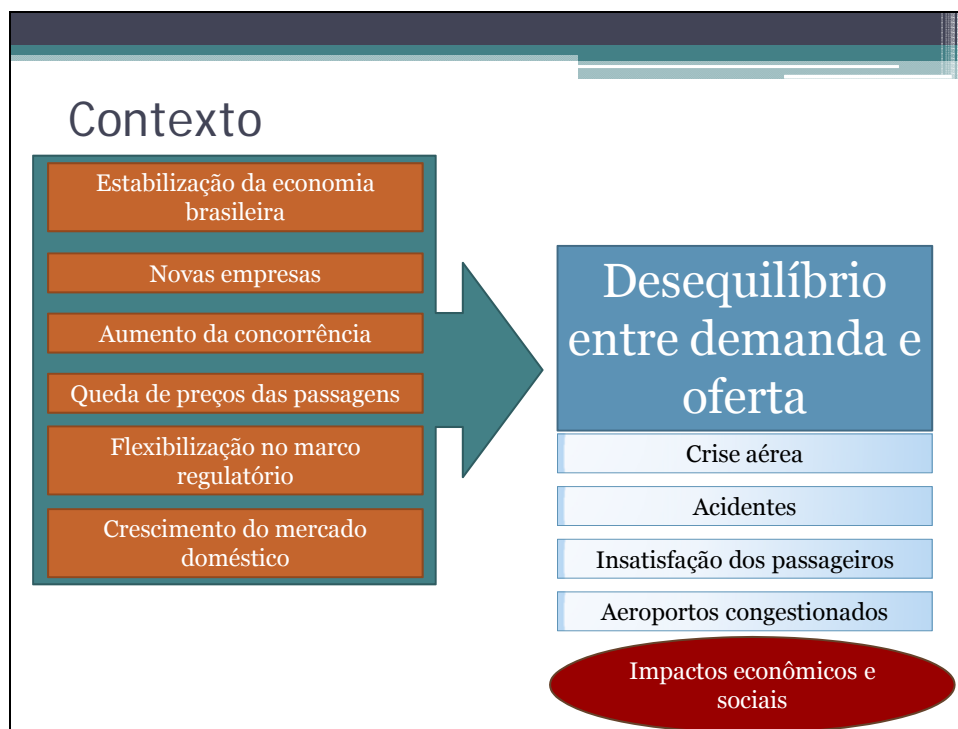 Contexto
Estabilização da economia
brasileira
Novas empresas
Aumento da concorrência
Queda de preços das passagens
Flexibilização no marco
regulatório
Crescimento do mercado
doméstico
Desequilíbrio
entre demanda e
oferta
Crise aérea
Acidentes
Insatisfação dos passageiros
Aeroportos congestionados
Impactos econômicos e
sociais